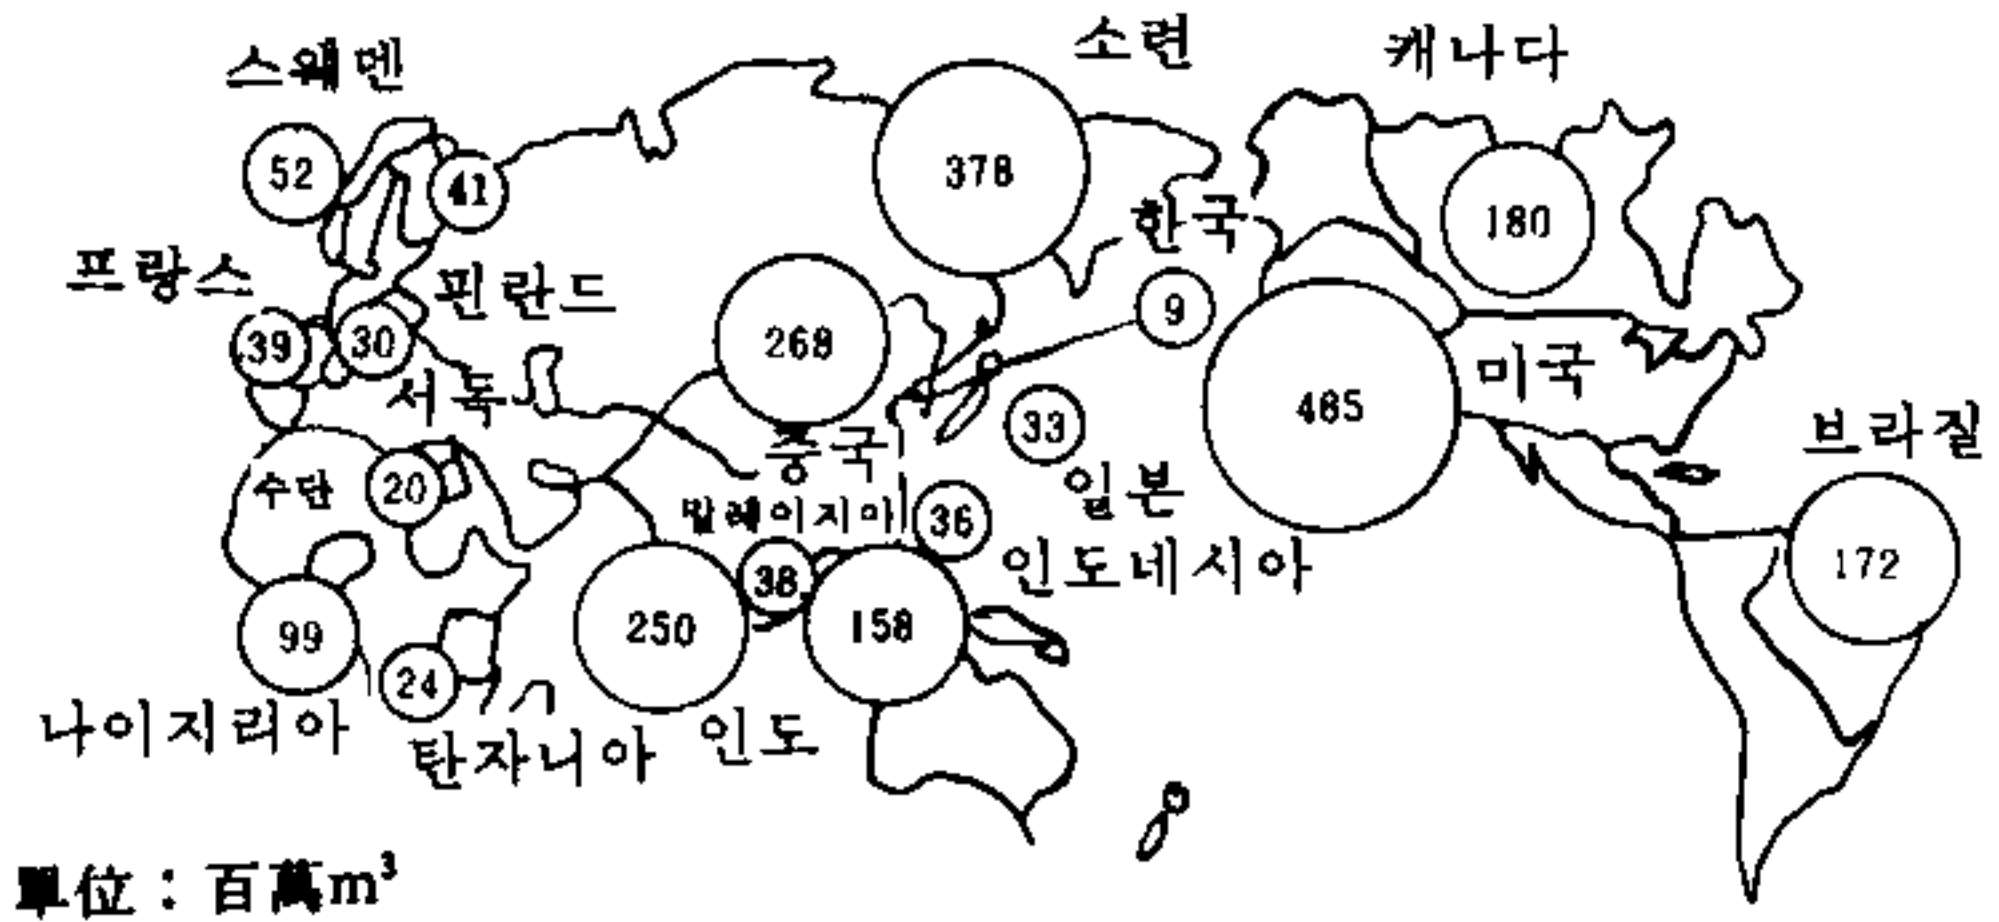 소련
캐나다
스웨덴
52
41
378
180
한국
프랑스
핀란드
39
30
268
9
서독
미국
485
33
중국
일본
브라질
수단
20
말레이지아
36
38
인도네시아
172
99
24
250
158
나이지리아
탄자니아
인도
單位:百萬m³